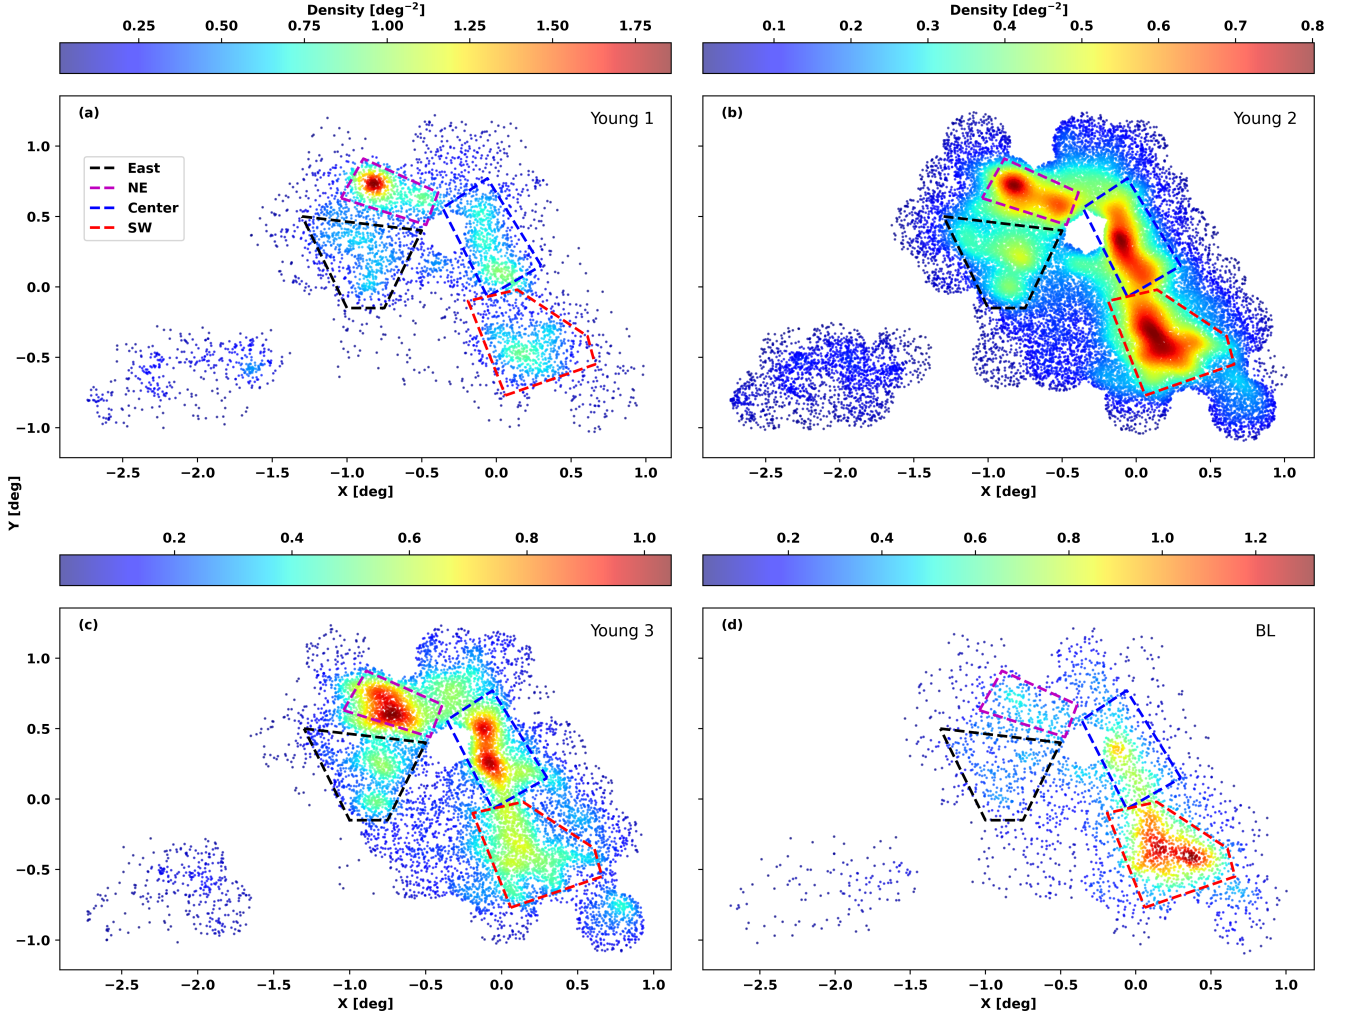 Density [deg⁻²]
0.25 0.50 0.75 1.00 1.25 1.50 1.75
(a)
Young 1
East
NE
Center
SW
1.0
0.5
0.0
−0.5
−1.0
−2.5 −2.0 −1.5 −1.0 −0.5 0.0 0.5 1.0
X [deg]
Density [deg⁻²]
0.1 0.2 0.3 0.4 0.5 0.6 0.7 0.8
(b)
Young 2
−2.5 −2.0 −1.5 −1.0 −0.5 0.0 0.5 1.0
X [deg]
Y [deg]
0.2 0.4 0.6 0.8 1.0
(c)
Young 3
1.0
0.5
0.0
−0.5
−1.0
−2.5 −2.0 −1.5 −1.0 −0.5 0.0 0.5 1.0
X [deg]
0.2 0.4 0.6 0.8 1.0 1.2
(d)
BL
−2.5 −2.0 −1.5 −1.0 −0.5 0.0 0.5 1.0
X [deg]